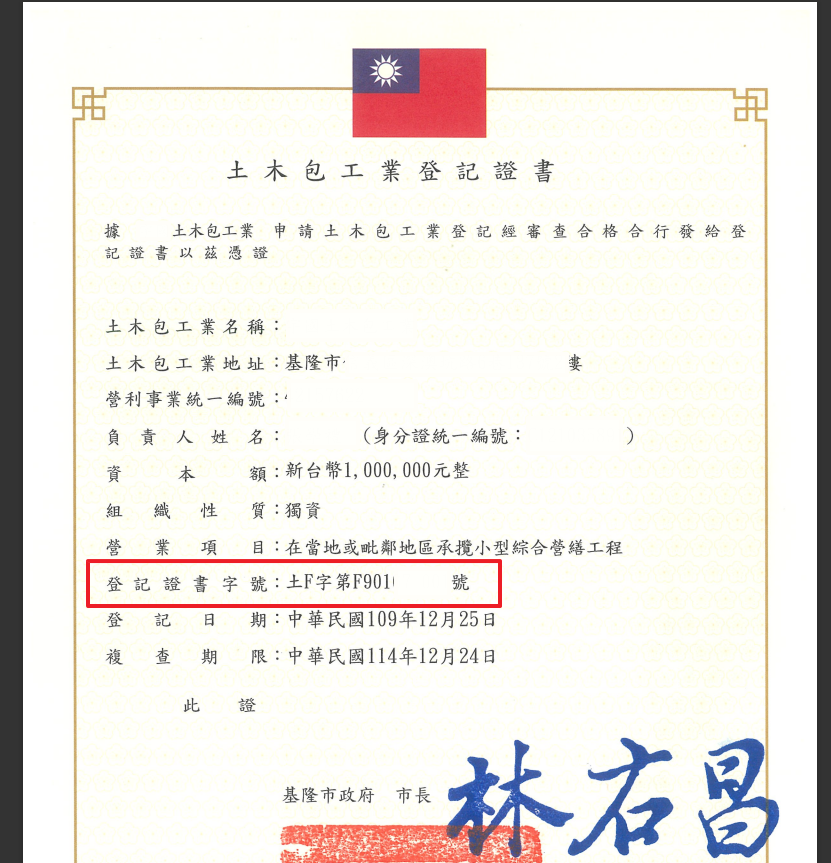 土木包工業登記證書
據 土木包工業 申請土木包工業登記經審查合格合行發給登
記證書以茲憑證
土木包工業名稱：
土木包工業地址：基隆市 婁
營利事業統一編號：
負責人姓名： （身分證統一編號： ）
資本額：新台幣1,000,000元整
組織性質：獨資
營業項目：在當地或毗鄰地區承攬小型綜合營繕工程
登記證書字號：土F字第F901 號
登記日期：中華民國109年12月25日
複查期限：中華民國114年12月24日
此證
基隆市政府 市長 林右昌